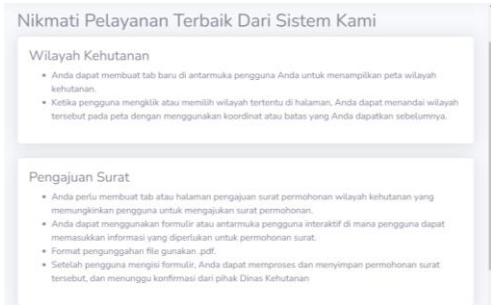 Nikmati Pelayanan Terbaik Dari Sistem Kami
Wilayah Kehutanan
• Anda dapat membuat tab baru di antarmuka pengguna Anda untuk menampilkan peta wilayah
kehutanan.
• Ketika pengguna mengklik atau memilih wilayah tertentu di halaman, Anda dapat menandai wilayah
tersebut pada peta dengan menggunakan koordinat atau batas yang Anda dapatkan sebelumnya.
Pengajuan Surat
• Anda perlu membuat tab atau halaman pengajuan surat permohonan wilayah kehutanan yang
memungkinkan pengguna untuk mengajukan surat permohonan.
• Anda dapat menggunakan formulir atau antarmuka pengguna interaktif di mana pengguna dapat
memasukkan informasi yang diperlukan untuk permohonan surat.
• Format pengunggahan file gunakan .pdf.
• Setelah pengguna mengisi formulir, Anda dapat memproses dan menyimpan permohonan surat
tersebut, dan menunggu konfirmasi dari pihak Dinas Kehutanan